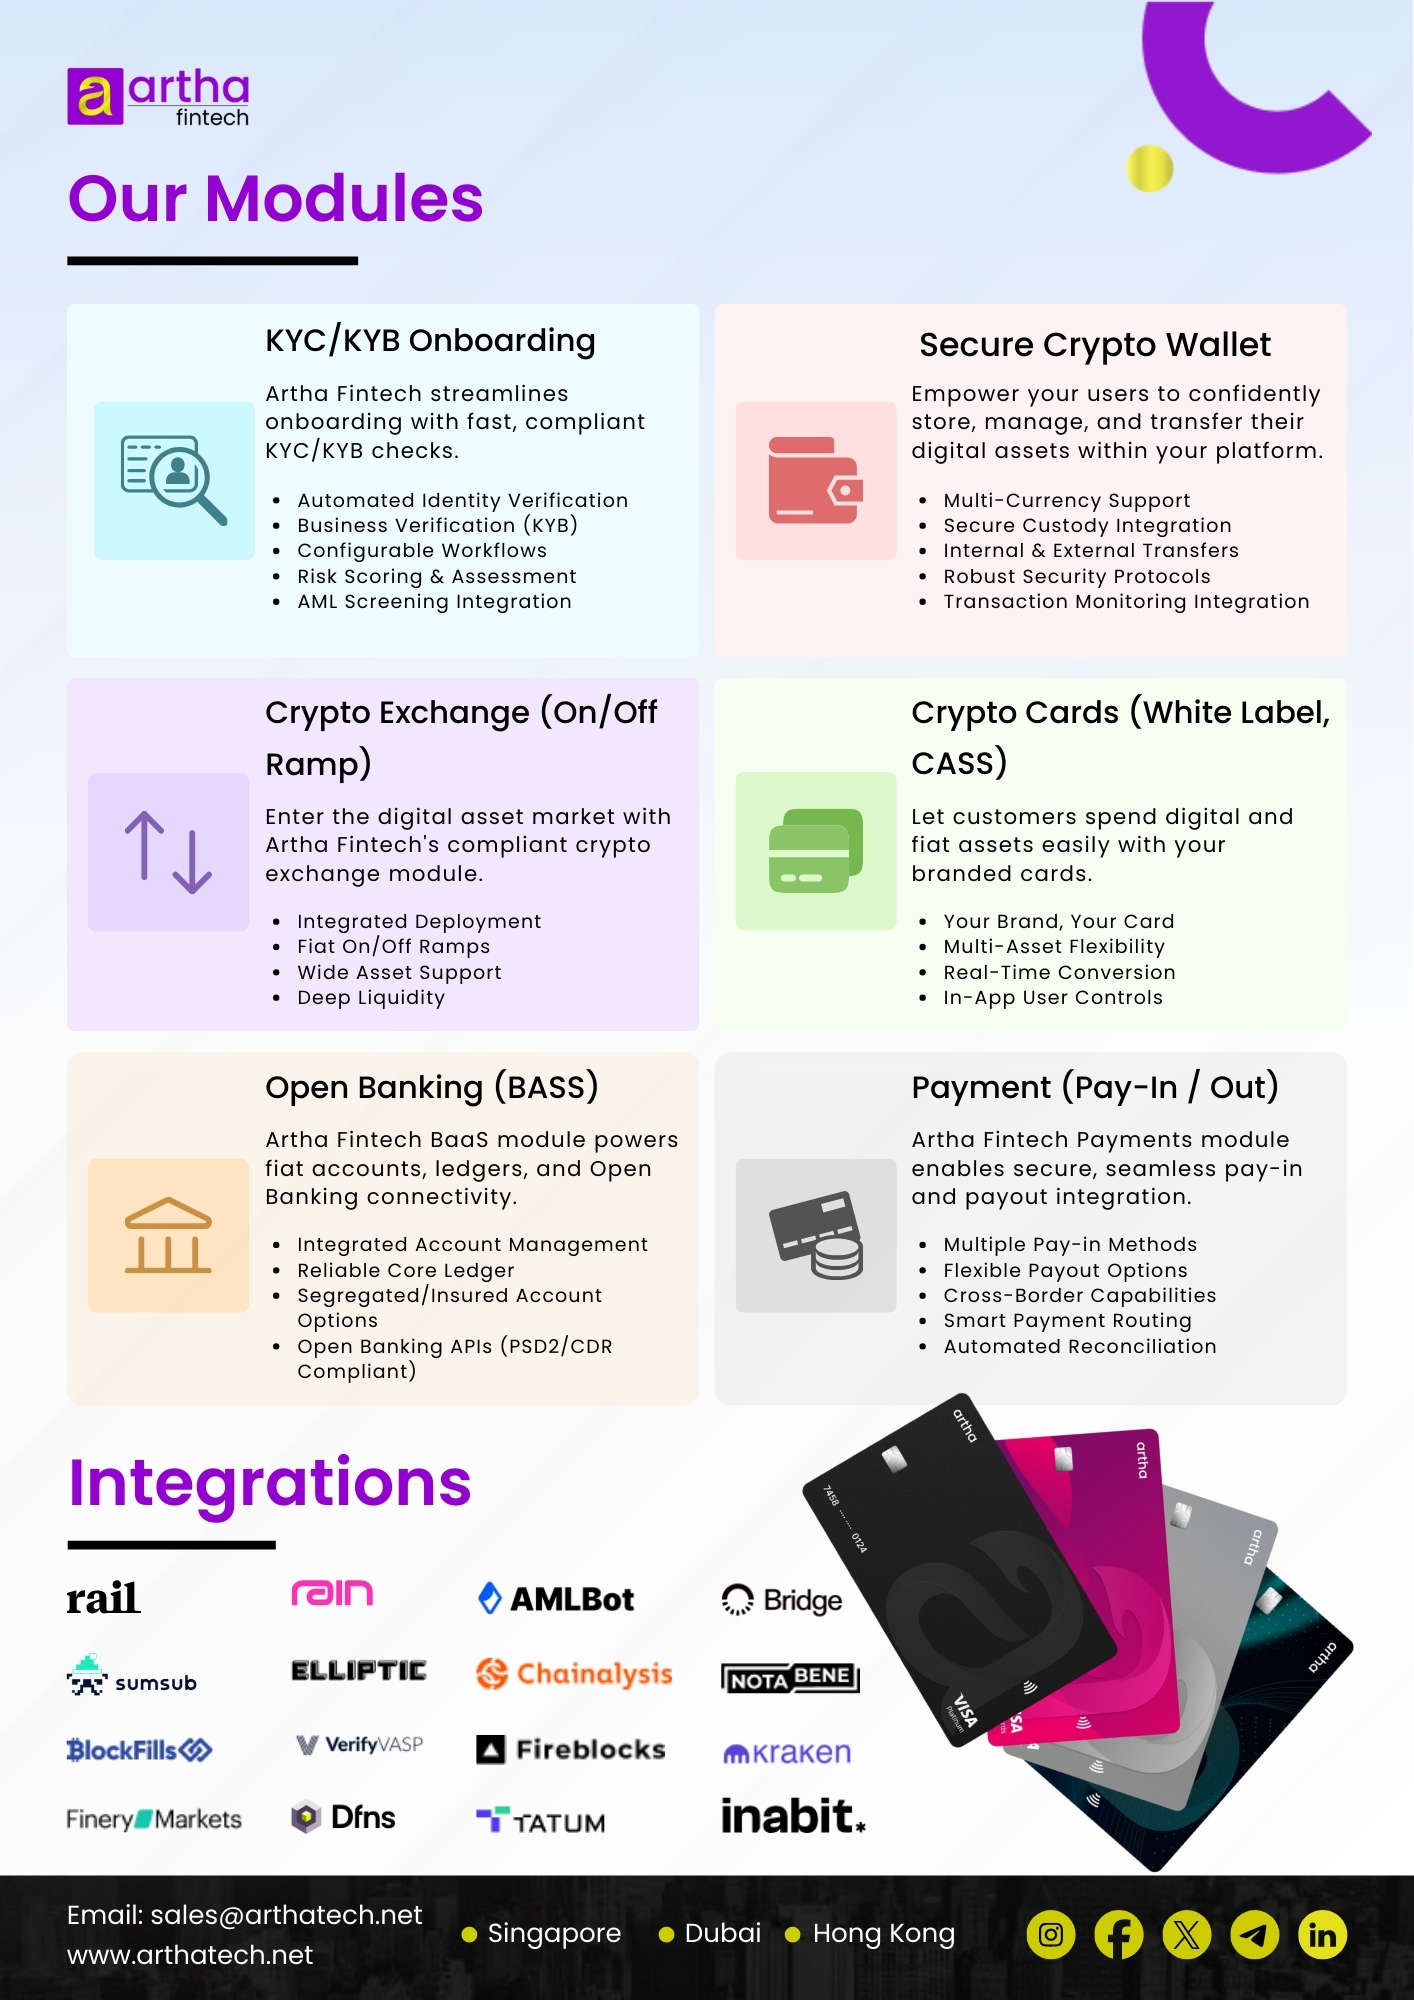 a artha
fintech
Our Modules
KYC/KYB Onboarding
Artha Fintech streamlines
onboarding with fast, compliant
KYC/KYB checks.
• Automated Identity Verification
• Business Verification (KYB)
• Configurable Workflows
• Risk Scoring & Assessment
• AML Screening Integration
Secure Crypto Wallet
Empower your users to confidently
store, manage, and transfer their
digital assets within your platform.
• Multi-Currency Support
• Secure Custody Integration
• Internal & External Transfers
• Robust Security Protocols
• Transaction Monitoring Integration
Crypto Exchange (On/Off
Ramp)
Enter the digital asset market with
Artha Fintech's compliant crypto
exchange module.
• Integrated Deployment
• Fiat On/Off Ramps
• Wide Asset Support
• Deep Liquidity
Crypto Cards (White Label,
CASS)
Let customers spend digital and
fiat assets easily with your
branded cards.
• Your Brand, Your Card
• Multi-Asset Flexibility
• Real-Time Conversion
• In-App User Controls
Open Banking (BASS)
Artha Fintech BaaS module powers
fiat accounts, ledgers, and Open
Banking connectivity.
• Integrated Account Management
• Reliable Core Ledger
• Segregated/Insured Account
Options
• Open Banking APIs (PSD2/CDR
Compliant)
Payment (Pay-In / Out)
Artha Fintech Payments module
enables secure, seamless pay-in
and payout integration.
• Multiple Pay-in Methods
• Flexible Payout Options
• Cross-Border Capabilities
• Smart Payment Routing
• Automated Reconciliation
Integrations
rail
rain
AMLBot
Bridge
sumsub
ELLIPTIC
Chainalysis
NOTA BENE
BlockFills
VerifyVASP
Fireblocks
kraken
Finery Markets
Dfns
TATUM
inabit.*
artha
7458 .... .... 0124
VISA
Platinum
artha
artha
artha
Email: sales@arthatech.net
www.arthatech.net
• Singapore
• Dubai
• Hong Kong